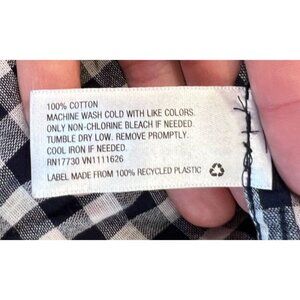 100% COTTON
MACHINE WASH COLD WITH LIKE COLORS.
ONLY NON-CHLORINE BLEACH IF NEEDED.
TUMBLE DRY LOW. REMOVE PROMPTLY.
COOL IRON IF NEEDED.
RN17730 VN1111626
LABEL MADE FROM 100% RECYCLED PLASTIC